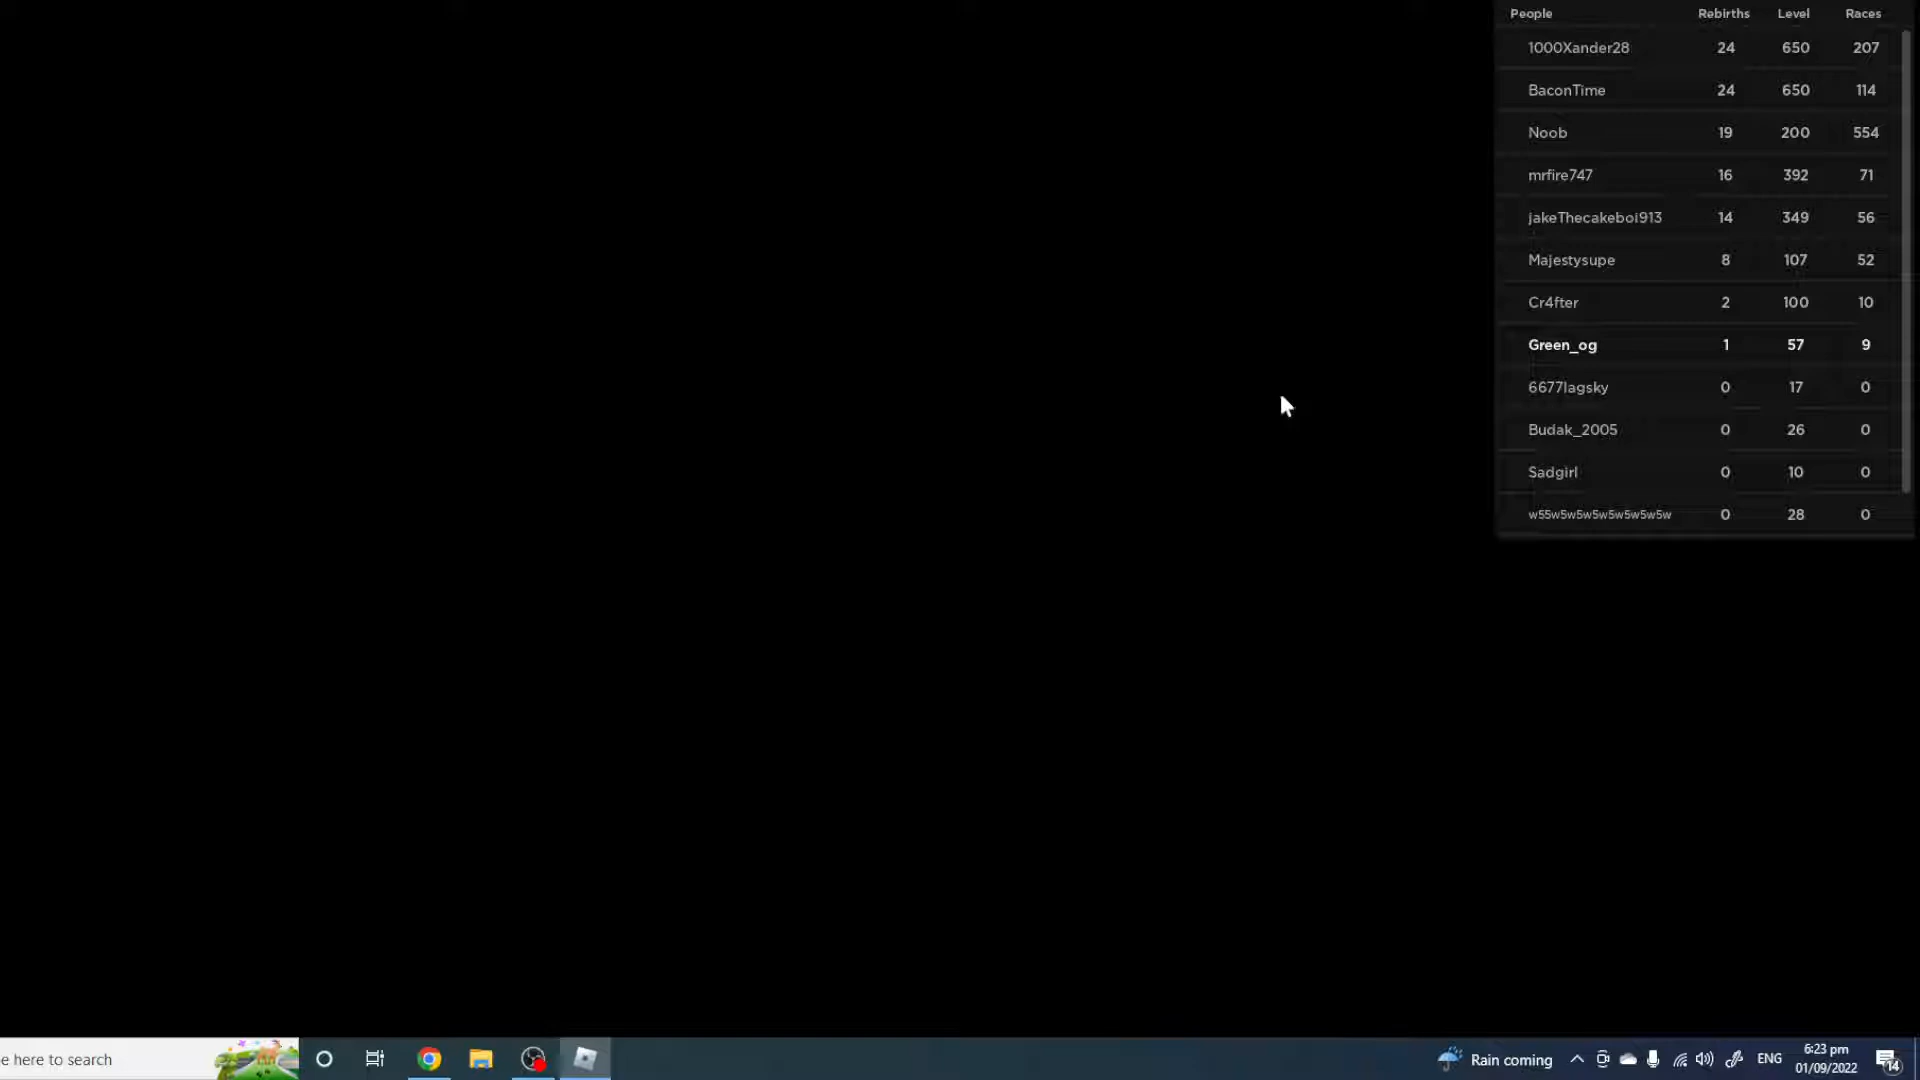 People Rebirths Level Races
1000Xander28 24 650 207
BaconTime 24 650 114
Noob 19 200 554
mrfire747 16 392 71
jakeThecakeboi913 14 349 56
Majestysupe 8 107 52
Cr4fter 2 100 10
Green_og 1 57 9
6677lagsky 0 17 0
Budak_2005 0 26 0
Sadgirl 0 10 0
w55w5w5w5w5w5w5w5w 0 28 0
e here to search
Rain coming
ENG
6:23 pm
01/09/2022
14